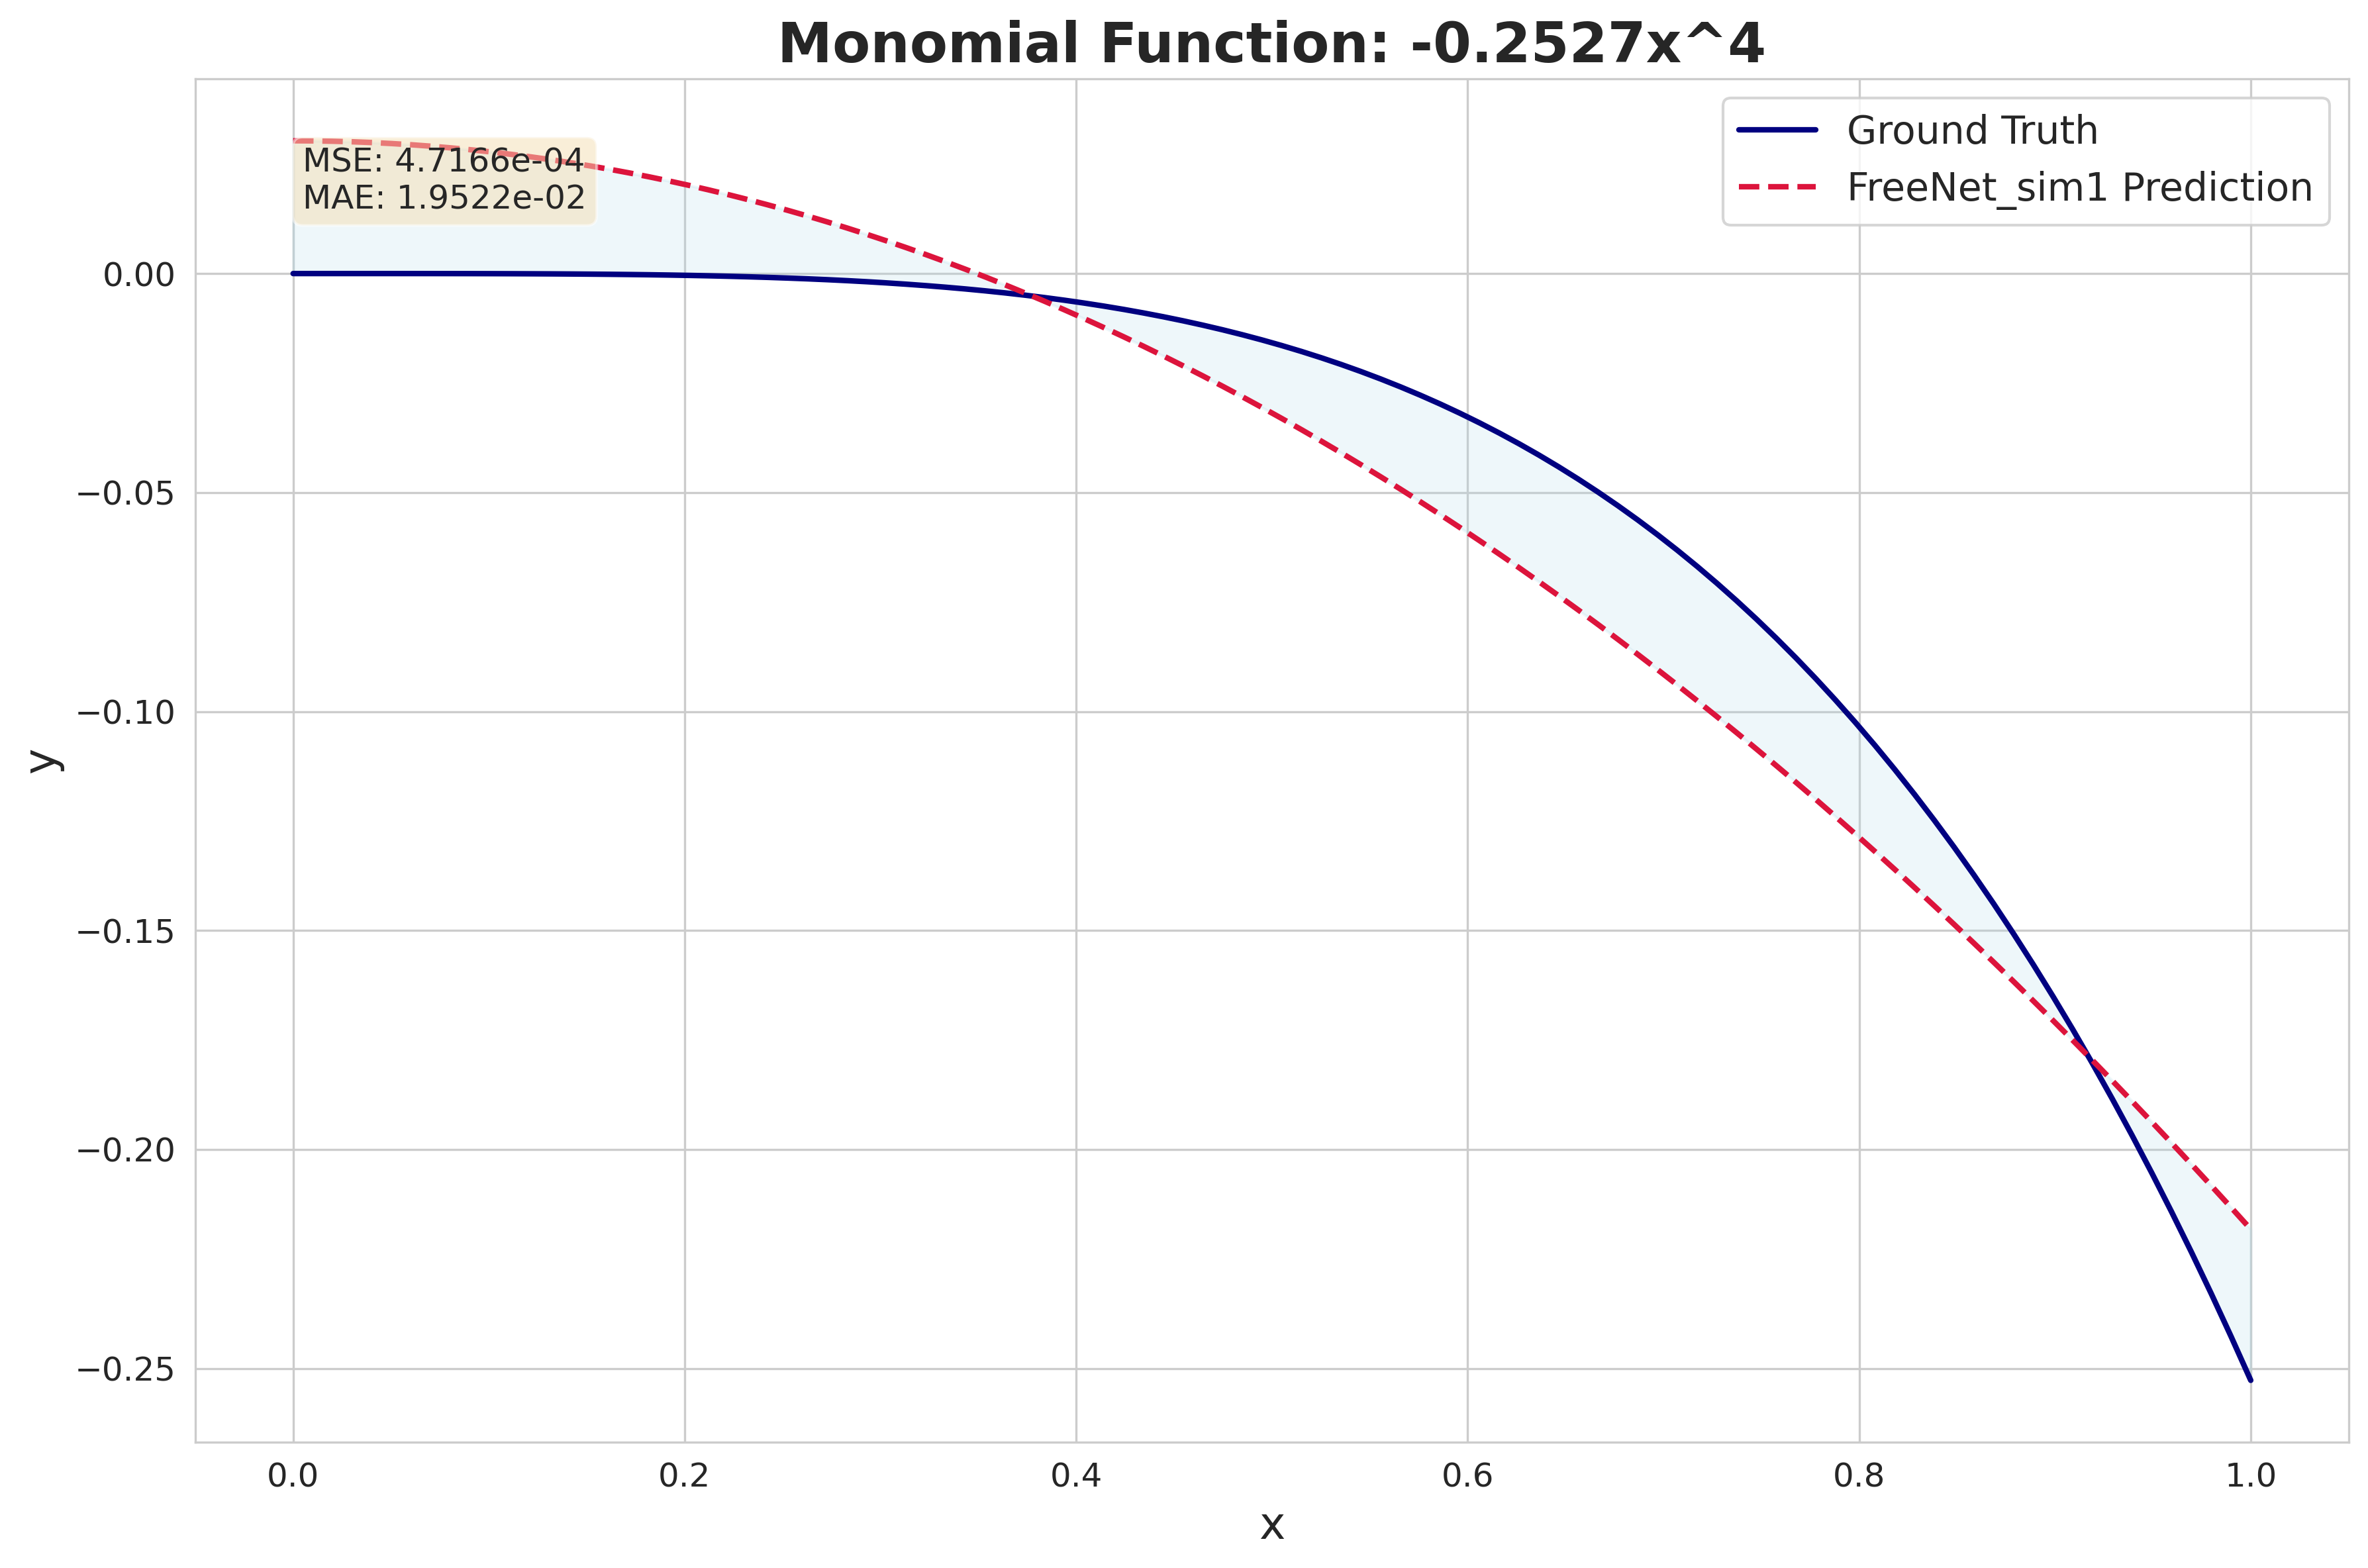 Monomial Function: -0.2527x^4
Ground Truth
FreeNet_sim1 Prediction
MSE: 4.7166e-04
MAE: 1.9522e-02
0.00
−0.05
−0.10
−0.15
−0.20
−0.25
y
0.0
0.2
0.4
0.6
0.8
1.0
x